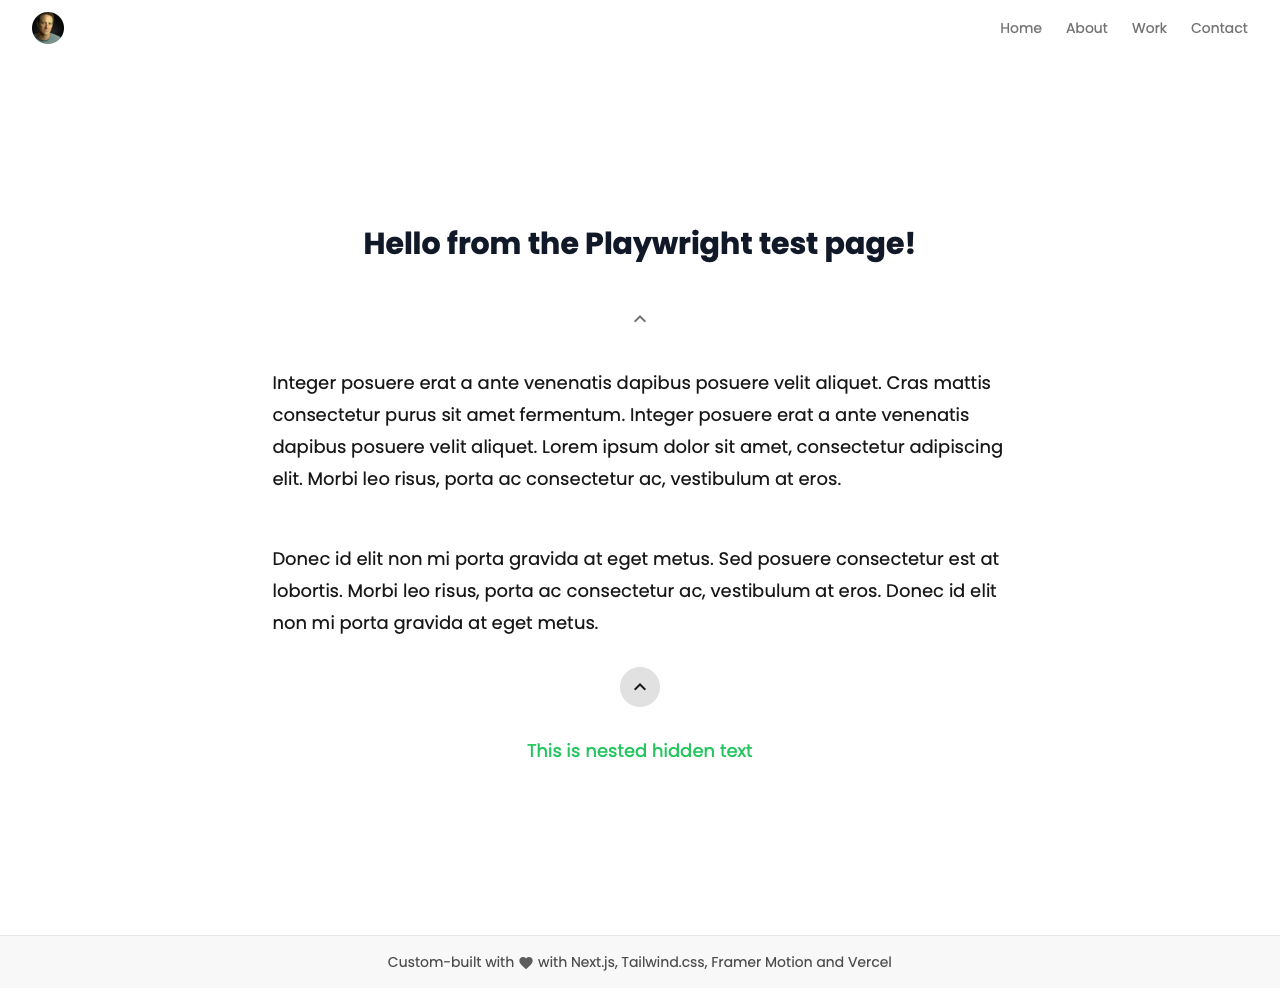 Home About Work Contact
Hello from the Playwright test page!
Integer posuere erat a ante venenatis dapibus posuere velit aliquet. Cras mattis
consectetur purus sit amet fermentum. Integer posuere erat a ante venenatis
dapibus posuere velit aliquet. Lorem ipsum dolor sit amet, consectetur adipiscing
elit. Morbi leo risus, porta ac consectetur ac, vestibulum at eros.
Donec id elit non mi porta gravida at eget metus. Sed posuere consectetur est at
lobortis. Morbi leo risus, porta ac consectetur ac, vestibulum at eros. Donec id elit
non mi porta gravida at eget metus.
This is nested hidden text
Custom-built with ♥ with Next.js, Tailwind.css, Framer Motion and Vercel